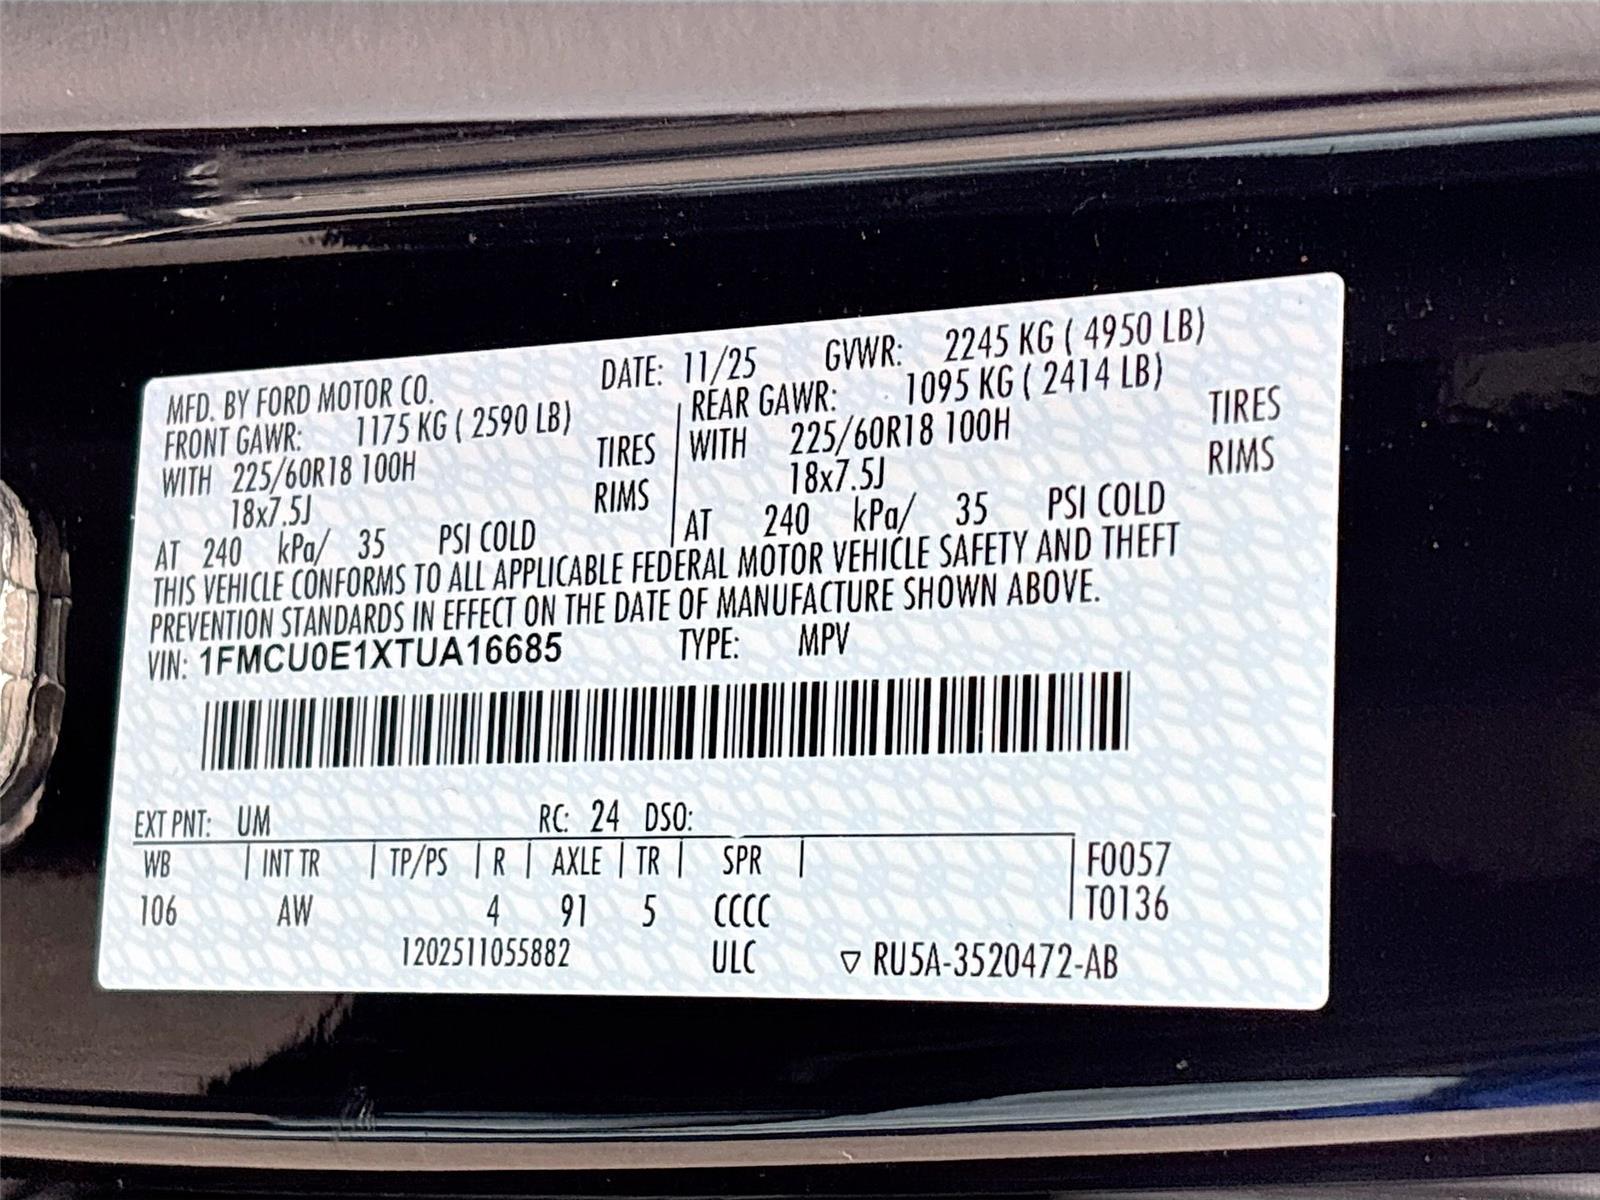 MFD. BY FORD MOTOR CO. DATE: 11/25 GVWR: 2245 KG ( 4950 LB)
FRONT GAWR: 1175 KG ( 2590 LB) REAR GAWR: 1095 KG ( 2414 LB)
WITH 225/60R18 100H TIRES WITH 225/60R18 100H TIRES
18x7.5J RIMS 18x7.5J RIMS
AT 240 kPa/ 35 PSI COLD AT 240 kPa/ 35 PSI COLD
THIS VEHICLE CONFORMS TO ALL APPLICABLE FEDERAL MOTOR VEHICLE SAFETY AND THEFT
PREVENTION STANDARDS IN EFFECT ON THE DATE OF MANUFACTURE SHOWN ABOVE.
VIN: 1FMCU0E1XTUA16685 TYPE: MPV
EXT PNT: UM RC: 24 DSO:
WB | INT TR | TP/PS | R | AXLE | TR | SPR | F0057
106 AW 4 91 5 CCCC T0136
1202511055882 ULC ▽ RU5A-3520472-AB